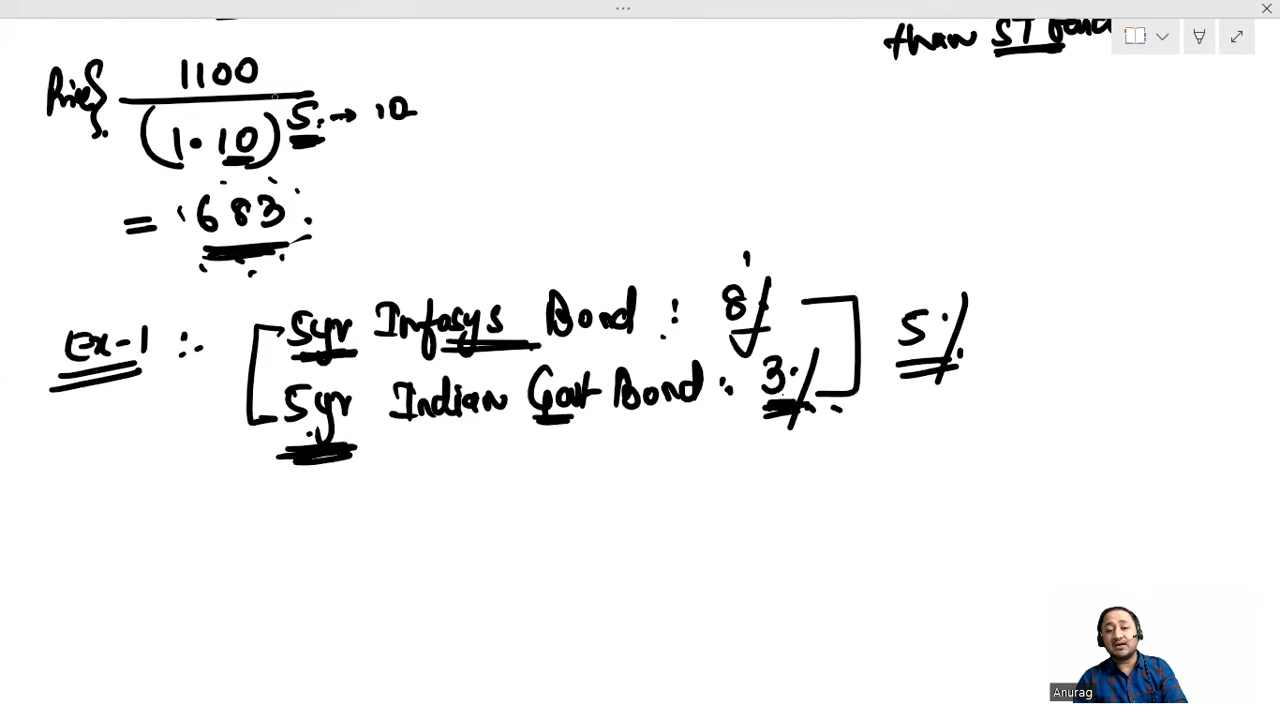 than ST
Price
1100
(1.10)^5 → 10
= 683
Ex-1 :- 5yr Infosys Bond : 8%
5yr Indian Govt Bond : 3%
5%
Anurag